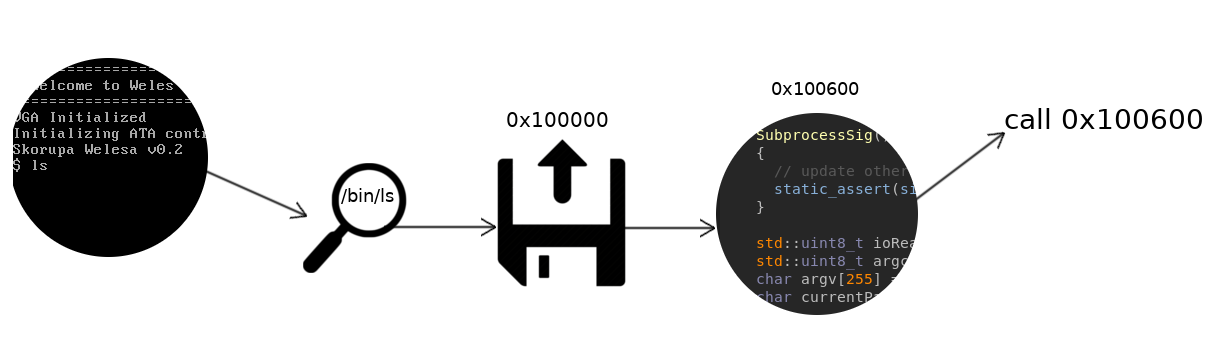 ====================
Welcome to Weles
====================
VGA Initialized
Initializing ATA contr
Skorupa Welesa v0.2
$ ls
/bin/ls
0x100000
0x100600
SubprocessSig(
{
// update other
static_assert(si
}
std::uint8_t ioRea
std::uint8_t argc
char argv[255]
char currentPa
call 0x100600